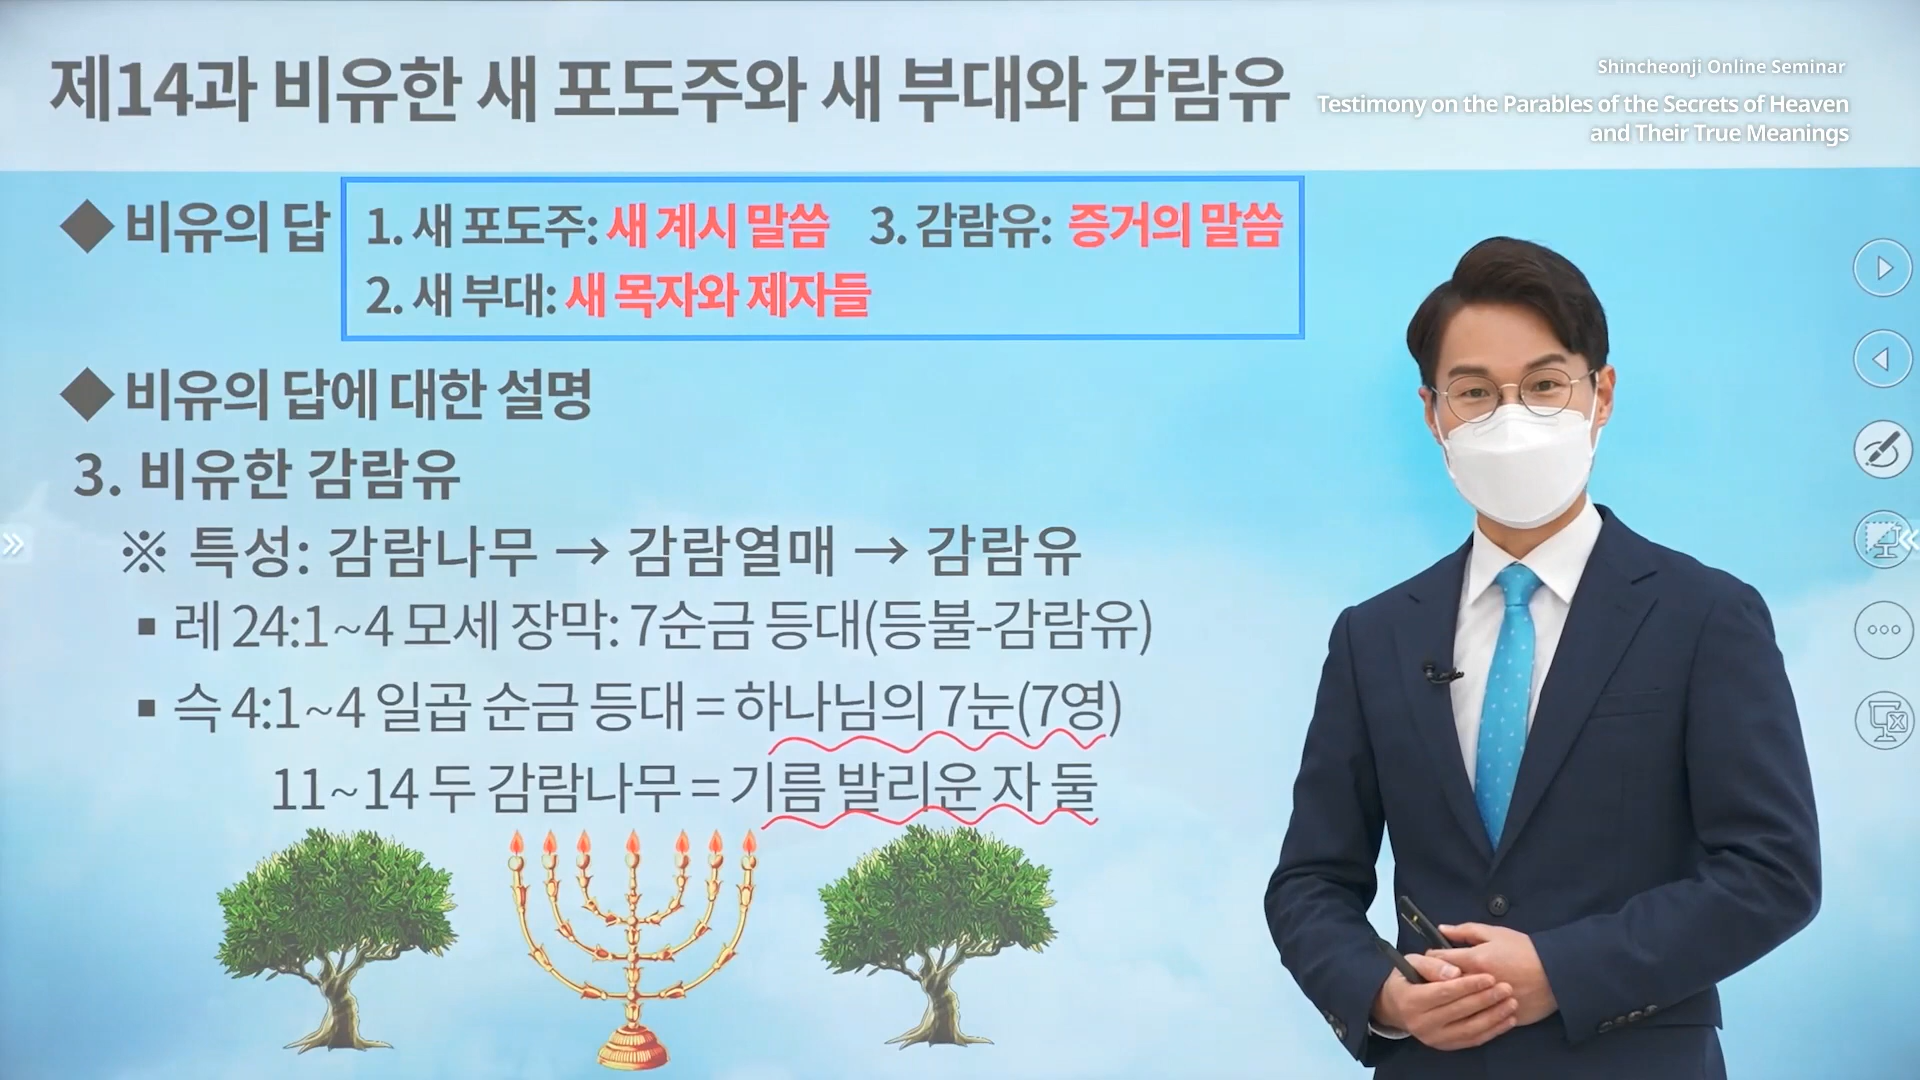 제14과 비유한 새 포도주와 새 부대와 감람유
Shincheonji Online Seminar
Testimony on the Parables of the Secrets of Heaven
and Their True Meanings
◆ 비유의 답
1. 새 포도주: 새 계시 말씀 3. 감람유: 증거의 말씀
2. 새 부대: 새 목자와 제자들
◆ 비유의 답에 대한 설명
3. 비유한 감람유
※ 특성: 감람나무 → 감람열매 → 감람유
▪ 레 24:1~4 모세 장막: 7순금 등대(등불-감람유)
▪ 슥 4:1~4 일곱 순금 등대 = 하나님의 7눈(7영)
11~14 두 감람나무 = 기름 발리운 자 둘